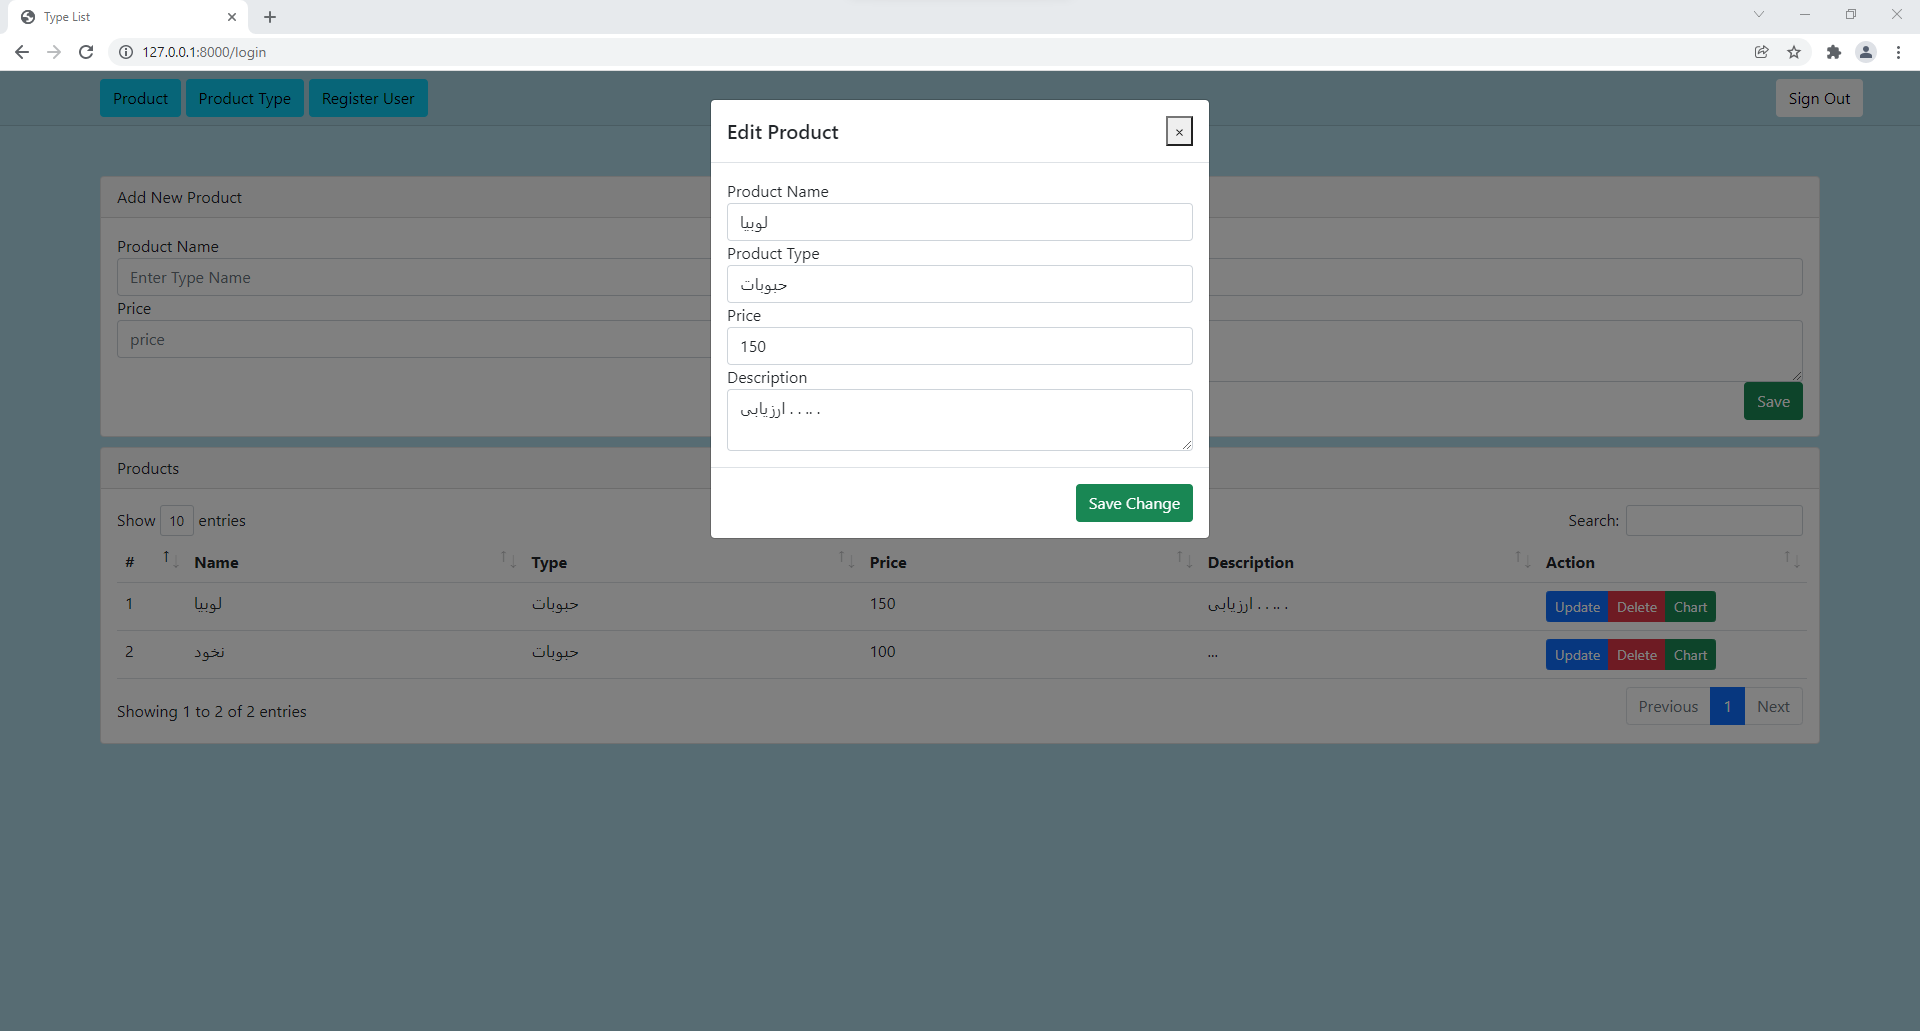 Type List
127.0.0.1:8000/login
Product Product Type Register User Sign Out
Edit Product ×
Product Name
لوبیا
Product Type
حبوبات
Price
150
Description
ارزیابی . . .. . .
Save Change
Add New Product
Product Name
Enter Type Name
Price
price
Save
Products
Show 10 entries Search:
# Name Type Price Description Action
1 لوبیا حبوبات 150 ارزیابی . . .. . . Update Delete Chart
2 نخود حبوبات 100 ... Update Delete Chart
Showing 1 to 2 of 2 entries Previous 1 Next